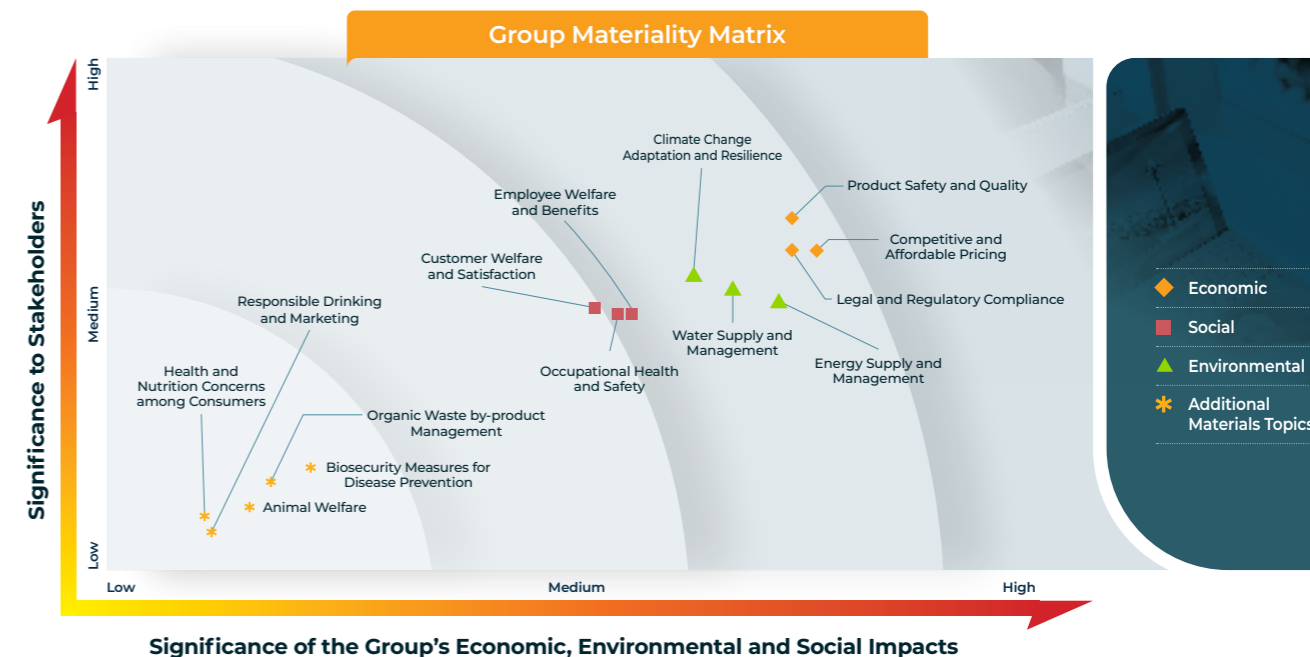 Group Materiality Matrix
High
Medium
Low
Significance to Stakeholders
Climate Change
Adaptation and Resilience
Product Safety and Quality
Employee Welfare
and Benefits
Competitive and
Affordable Pricing
Customer Welfare
and Satisfaction
Legal and Regulatory Compliance
Responsible Drinking
and Marketing
Water Supply and
Management
Energy Supply and
Management
Occupational Health
and Safety
Health and
Nutrition Concerns
among Consumers
Organic Waste by-product
Management
Biosecurity Measures for
Disease Prevention
Animal Welfare
Low
Medium
High
Significance of the Group’s Economic, Environmental and Social Impacts
Economic
Social
Environmental
Additional
Materials Topics